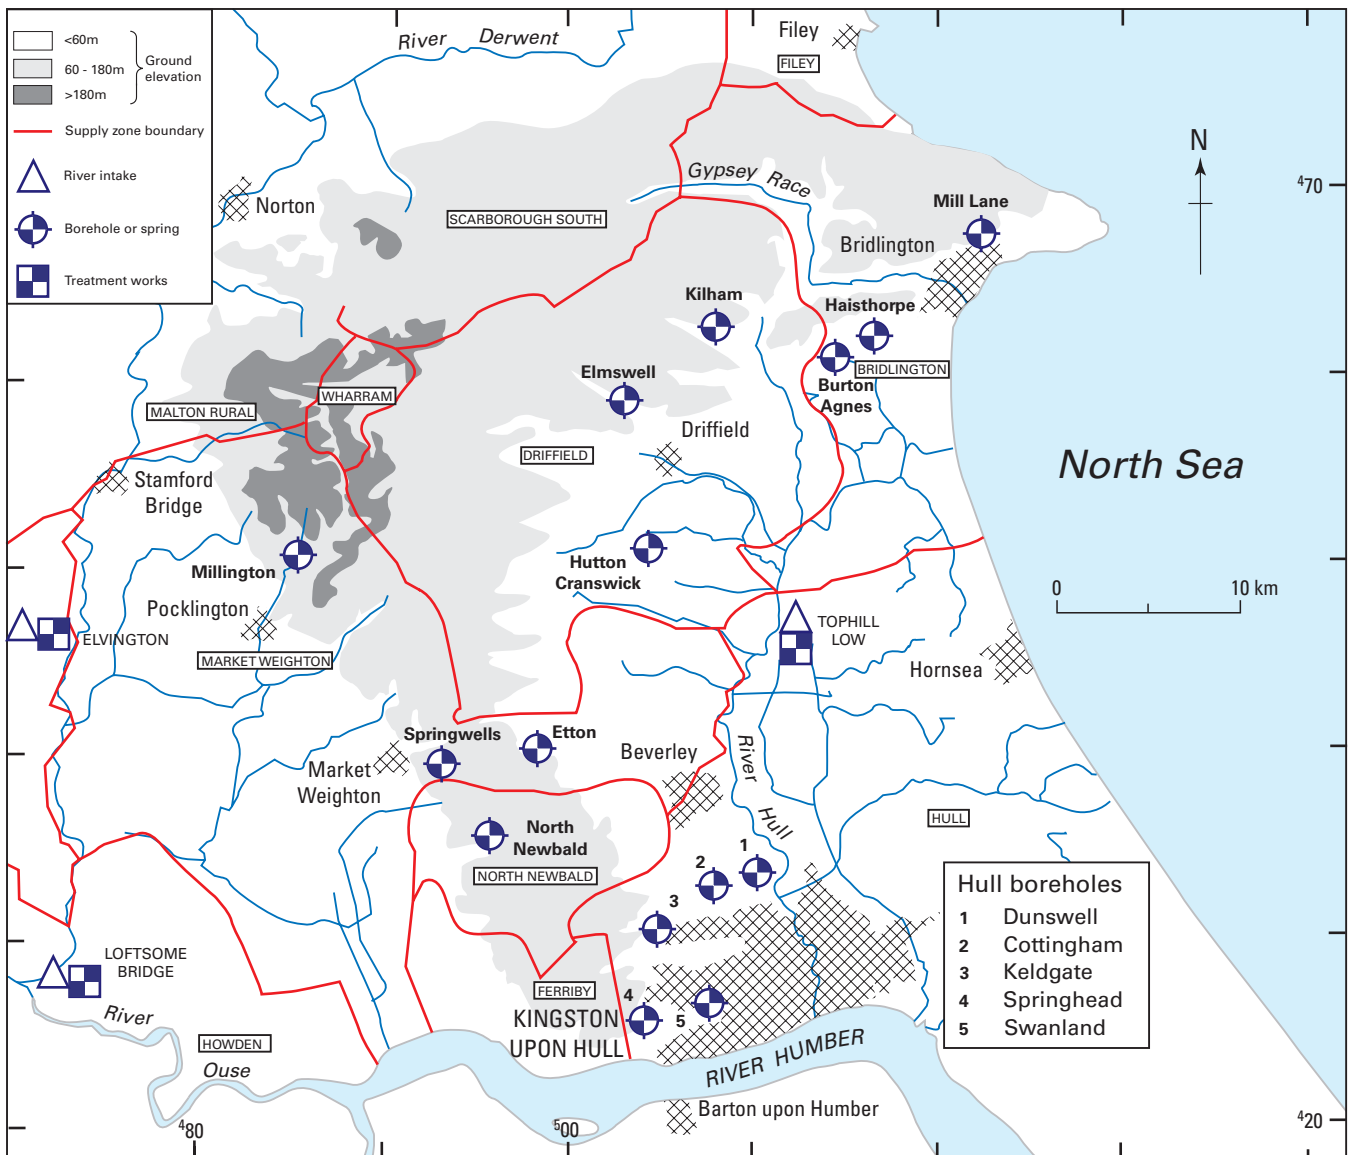 <60m
60 - 180m
>180m
Ground
elevation
Supply zone boundary
River intake
Borehole or spring
Treatment works
River Derwent
Filey
FILEY
N
⁴70
Norton
SCARBOROUGH SOUTH
Gypsey Race
Mill Lane
Bridlington
Kilham
Haisthorpe
Elmswell
BRIDLINGTON
Burton
Agnes
WHARRAM
MALTON RURAL
Driffield
DRIFFIELD
North Sea
Stamford
Bridge
Hutton
Cranswick
Millington
0 10 km
Pocklington
ELVINGTON
TOPHILL
LOW
MARKET WEIGHTON
Hornsea
Springwells
Etton
Beverley
River
Hull
Market
Weighton
North
Newbald
HULL
NORTH NEWBALD
1
2
3
Hull boreholes
1 Dunswell
2 Cottingham
3 Keldgate
4 Springhead
5 Swanland
LOFTSOME
BRIDGE
FERRIBY
4
5
KINGSTON
UPON HULL
River
Ouse
HOWDEN
RIVER HUMBER
Barton upon Humber
⁴80
⁵00
⁴20